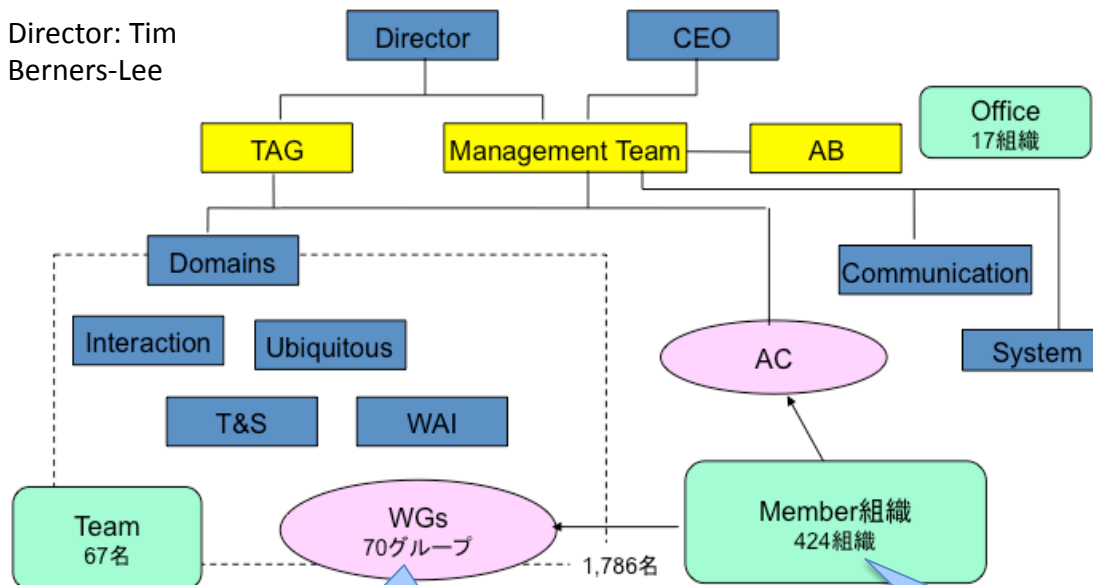 Director: Tim
Berners-Lee
Director
CEO
Office
17組織
TAG
Management Team
AB
Domains
Communication
Interaction
Ubiquitous
AC
System
T&S
WAI
Team
67名
WGs
70グループ
1,786名
Member組織
424組織